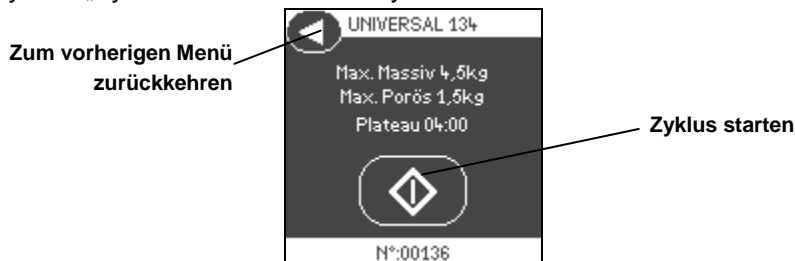 UNIVERSAL 134
Zum vorherigen Menü
zurückkehren
Max. Massiv 4,5kg
Max. Porös 1,5kg
Plateau 04:00
Zyklus starten
N°:00136